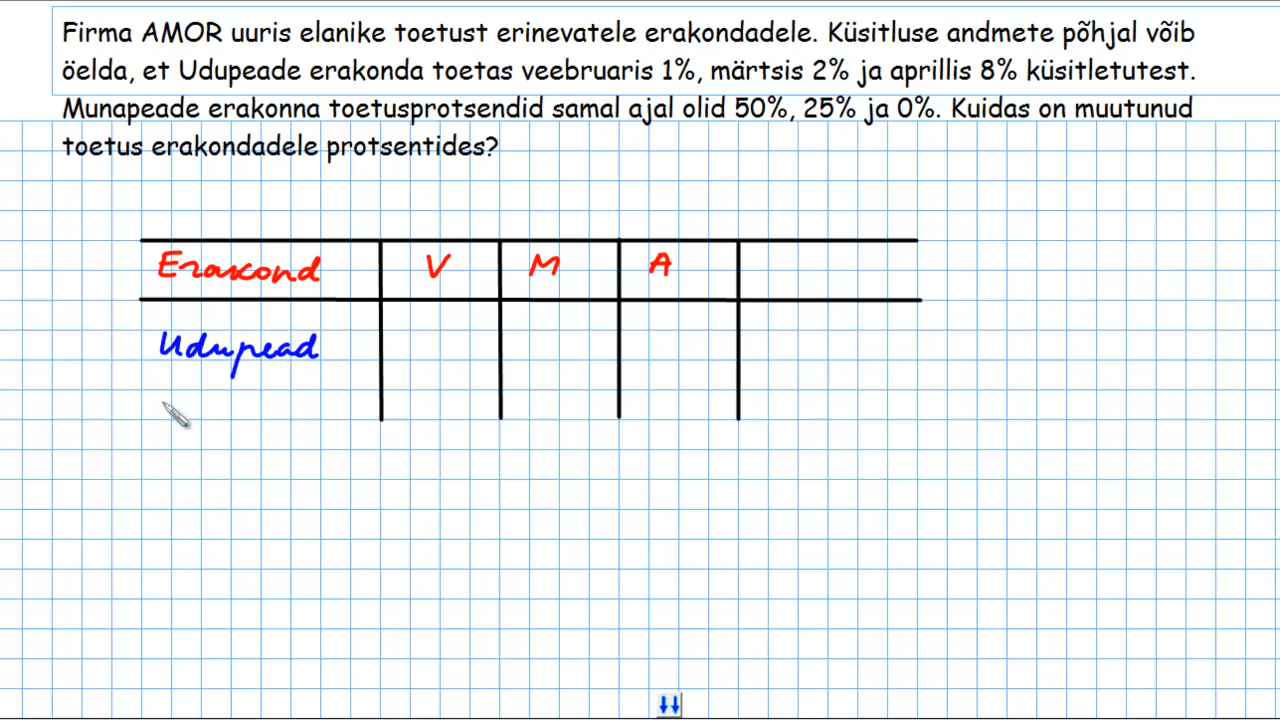 Firma AMOR uuris elanike toetust erinevatele erakondadele. Küsitluse andmete põhjal võib
öelda, et Udupeade erakonda toetas veebruaris 1%, märtsis 2% ja aprillis 8% küsitletutest.
Munapeade erakonna toetusprotsendid samal ajal olid 50%, 25% ja 0%. Kuidas on muutunud
toetus erakondadele protsentides?
Erakond V M A
Udupead